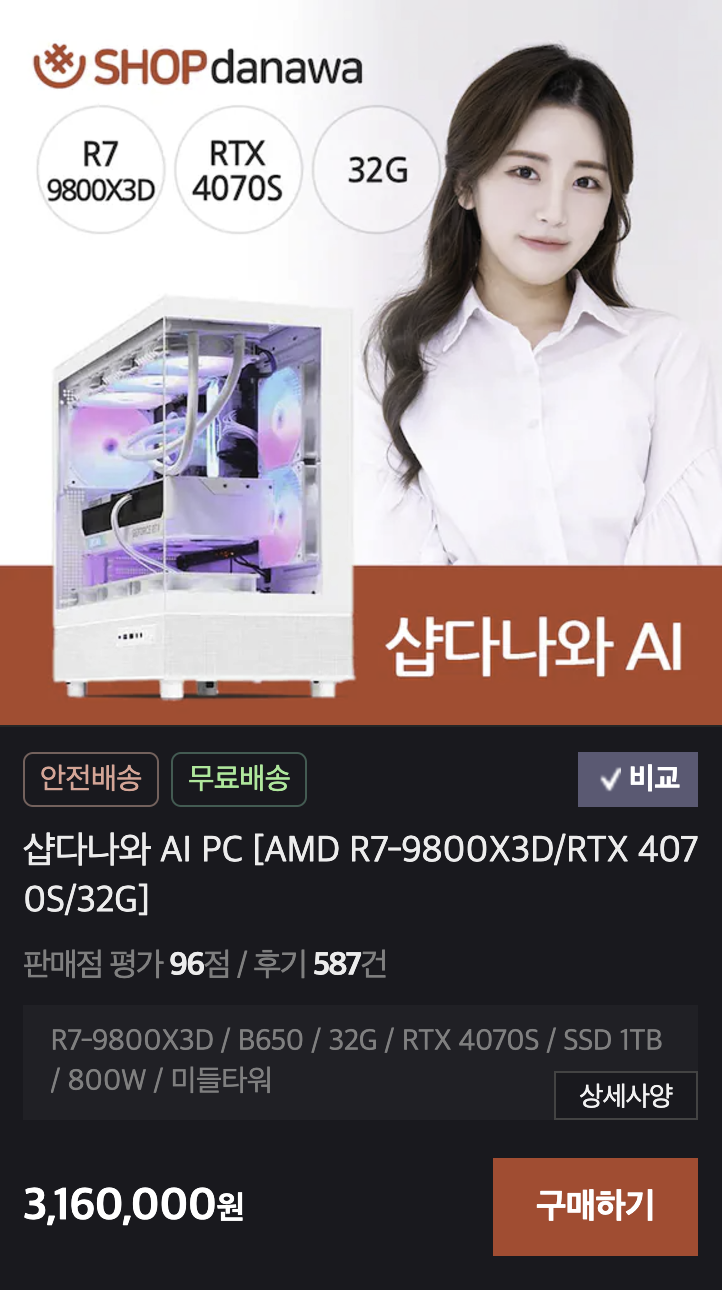 SHOPdanawa
R7
9800X3D
RTX
4070S
32G
GEFORCE RTX
샵다나와 AI
안전배송
무료배송
비교
샵다나와 AI PC [AMD R7-9800X3D/RTX 407
0S/32G]
판매점 평가 96점 / 후기 587건
R7-9800X3D / B650 / 32G / RTX 4070S / SSD 1TB
/ 800W / 미들타워
상세사양
3,160,000원
구매하기